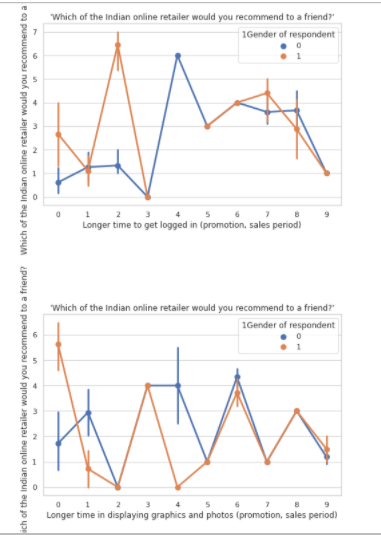 'Which of the Indian online retailer would you recommend to a friend?'
Which of the Indian online retailer would you recommend to a
1Gender of respondent
0
1
7
6
5
4
3
2
1
0
0 1 2 3 4 5 6 7 8 9
Longer time to get logged in (promotion, sales period)
'Which of the Indian online retailer would you recommend to a friend?'
ich of the Indian online retailer would you recommend to a friend?
1Gender of respondent
0
1
6
5
4
3
2
1
0
0 1 2 3 4 5 6 7 8 9
Longer time in displaying graphics and photos (promotion, sales period)